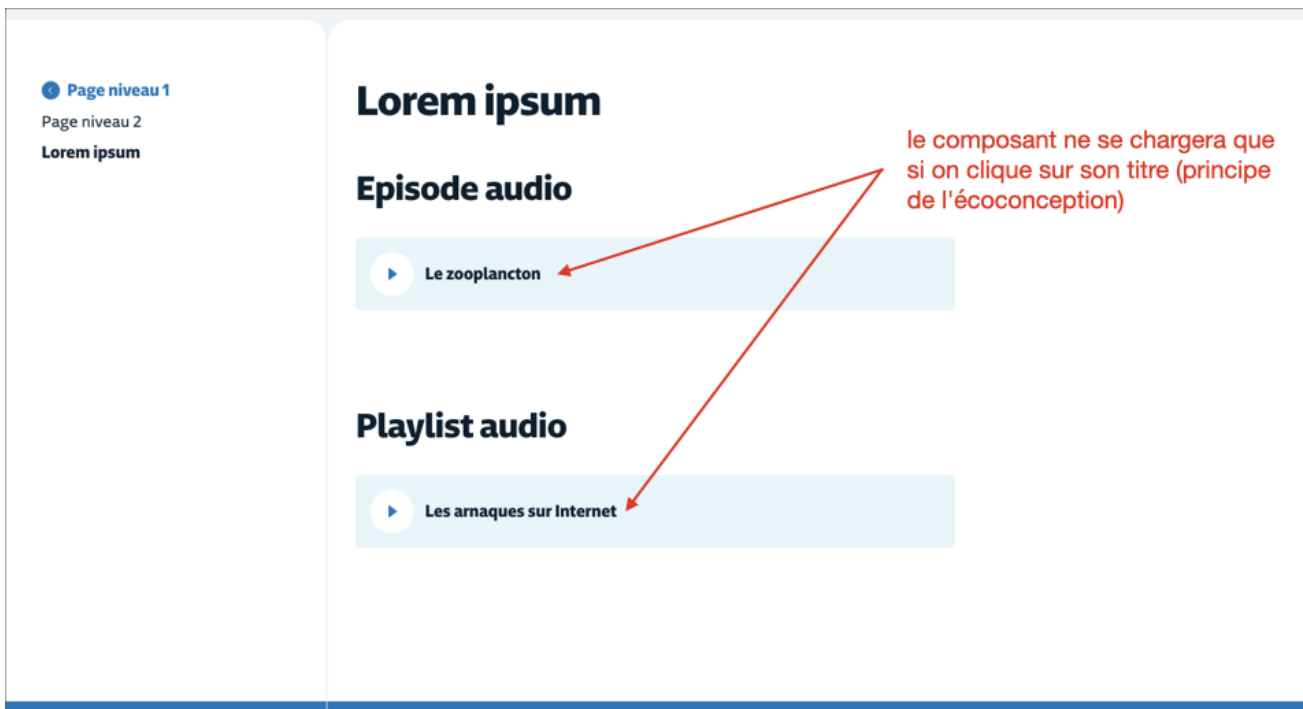 Page niveau 1
Page niveau 2
Lorem ipsum
Lorem ipsum
Episode audio
le composant ne se chargera que
si on clique sur son titre (principe
de l'écoconception)
Le zooplancton
Playlist audio
Les arnaques sur Internet